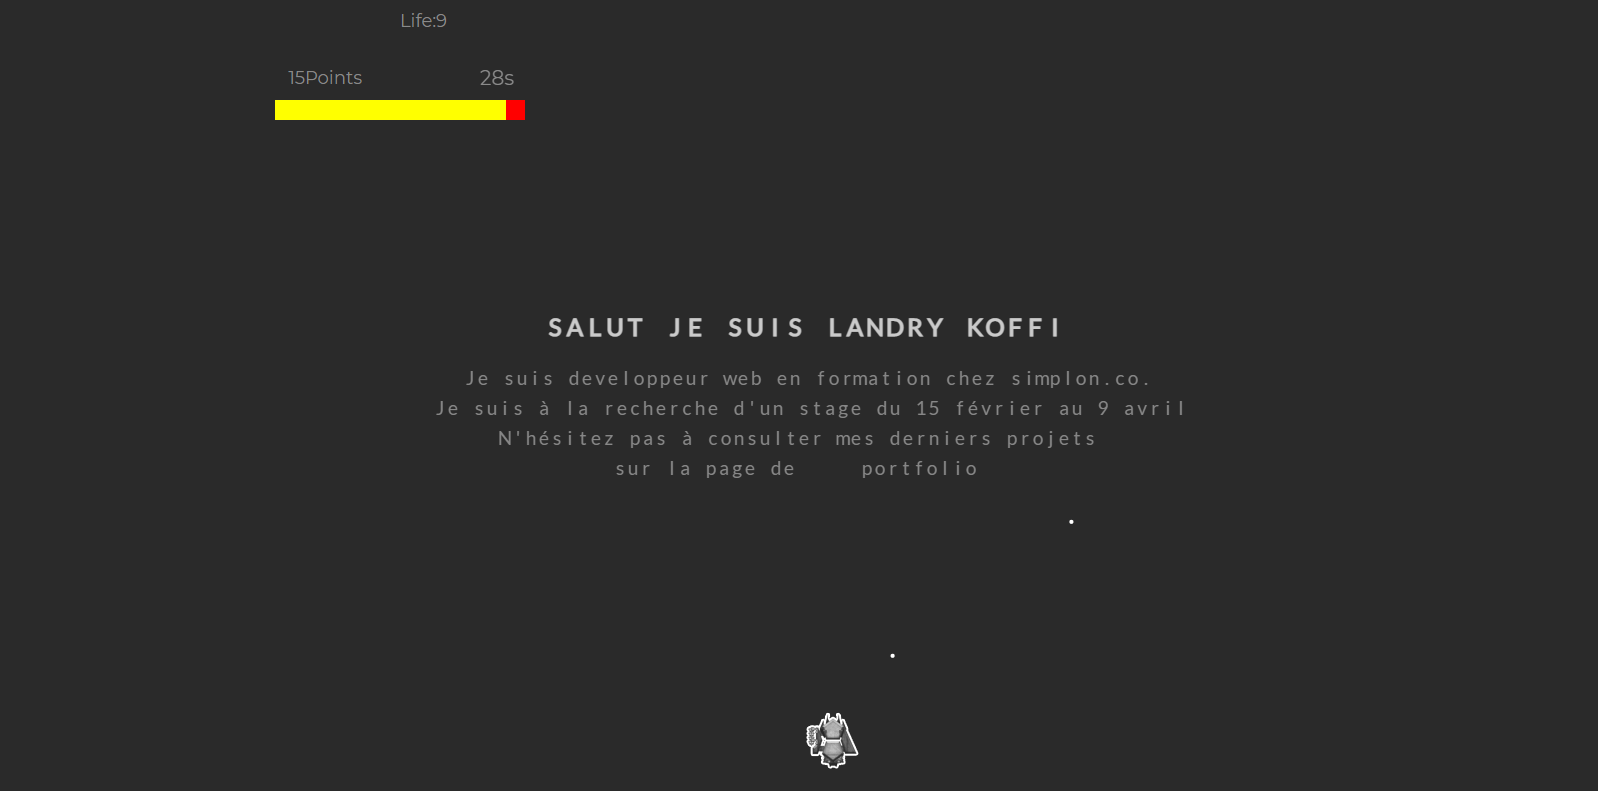 Life:9
15Points 28s
SALUT JE SUIS LANDRY KOFFI
Je suis developpeur web en formation chez simplon.co.
Je suis à la recherche d'un stage du 15 février au 9 avril
N'hésitez pas à consulter mes derniers projets
sur la page de portfolio